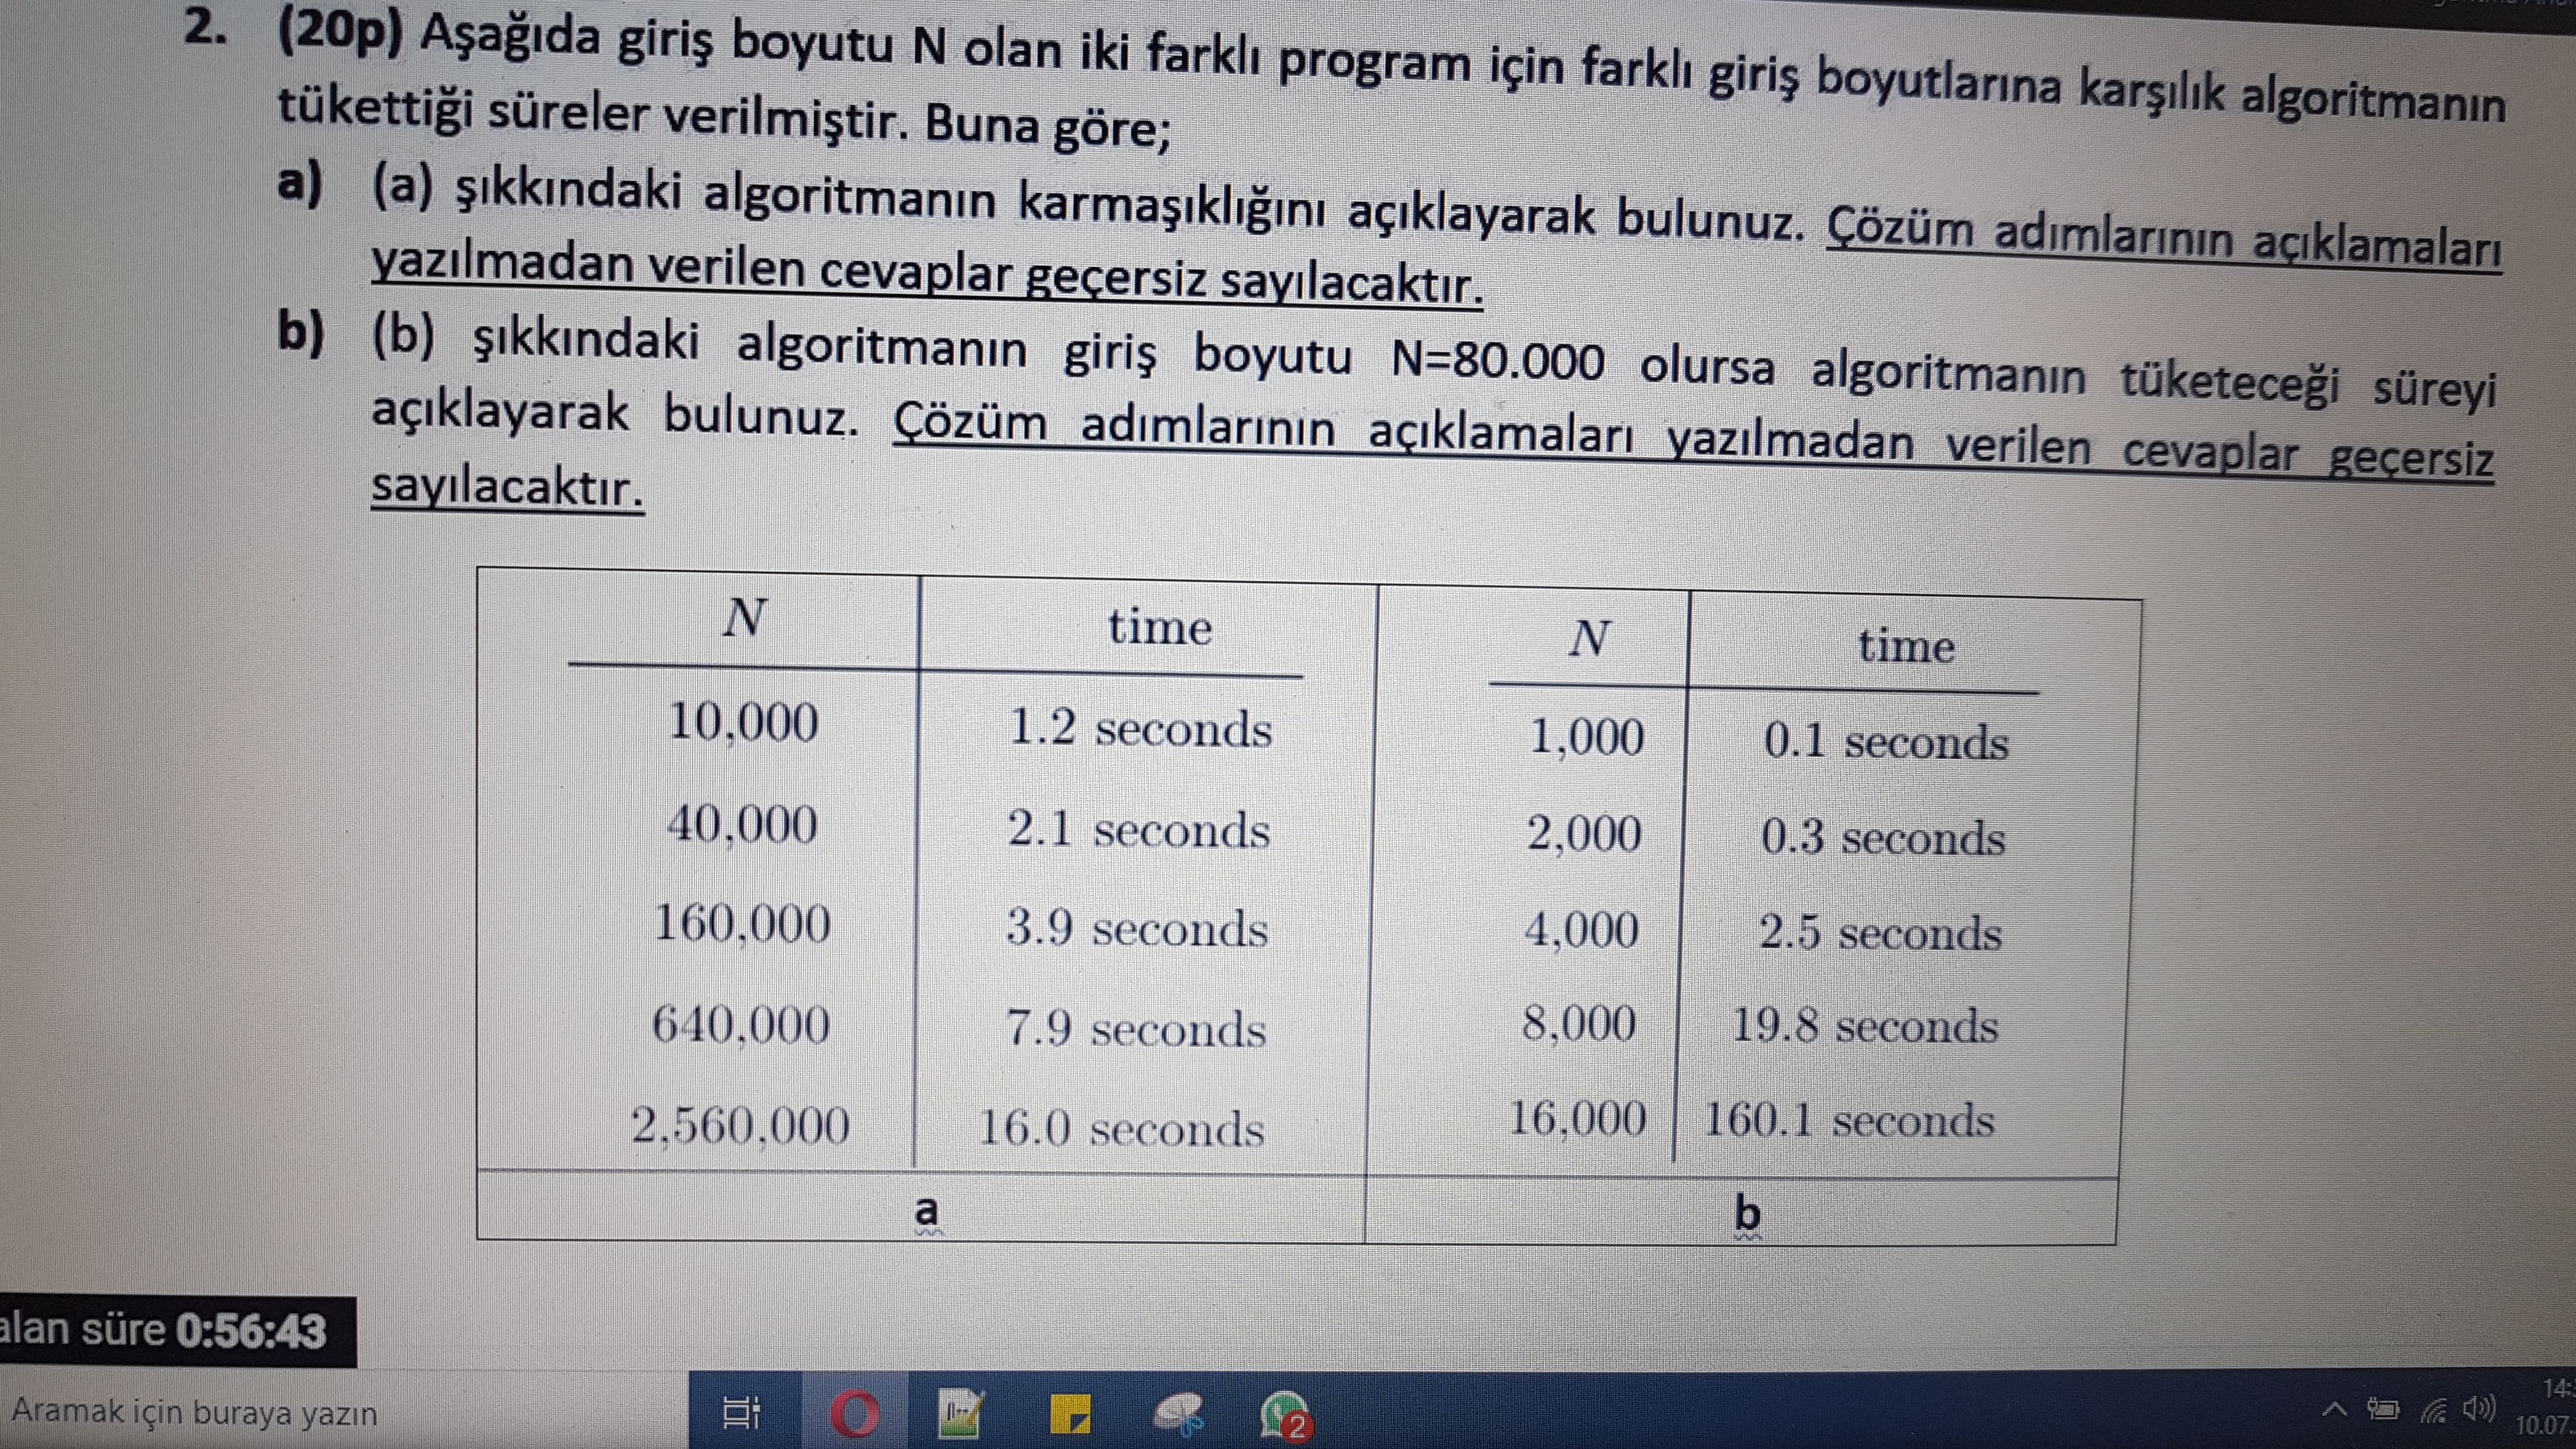 2. (20p) Aşağıda giriş boyutu N olan iki farklı program için farklı giriş boyutlarına karşılık algoritmanın
tükettiği süreler verilmiştir. Buna göre;
a) (a) şıkkındaki algoritmanın karmaşıklığını açıklayarak bulunuz. Çözüm adımlarının açıklamaları
yazılmadan verilen cevaplar geçersiz sayılacaktır.
b) (b) şıkkındaki algoritmanın giriş boyutu N=80.000 olursa algoritmanın tüketeceği süreyi
açıklayarak bulunuz. Çözüm adımlarının açıklamaları yazılmadan verilen cevaplar geçersiz
sayılacaktır.
N time N time
10,000 1.2 seconds 1,000 0.1 seconds
40,000 2.1 seconds 2,000 0.3 seconds
160,000 3.9 seconds 4,000 2.5 seconds
640,000 7.9 seconds 8,000 19.8 seconds
2,560,000 16.0 seconds 16,000 160.1 seconds
a b
alan süre 0:56:43
Aramak için buraya yazın
2
14:
10.07.